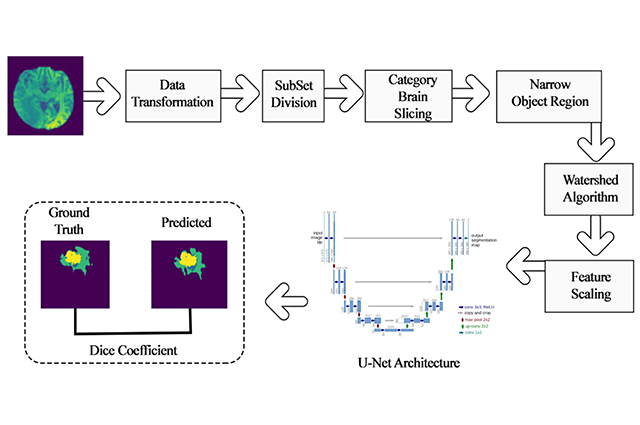 Data
Transformation
SubSet
Division
Category
Brain
Slicing
Narrow
Object Region
Watershed
Algorithm
Feature
Scaling
Ground
Truth
Predicted
Dice Coefficient
input
image
tile
output
segmentation
map
conv 3x3, ReLU
copy and crop
max pool 2x2
up-conv 2x2
conv 1x1
U-Net Architecture